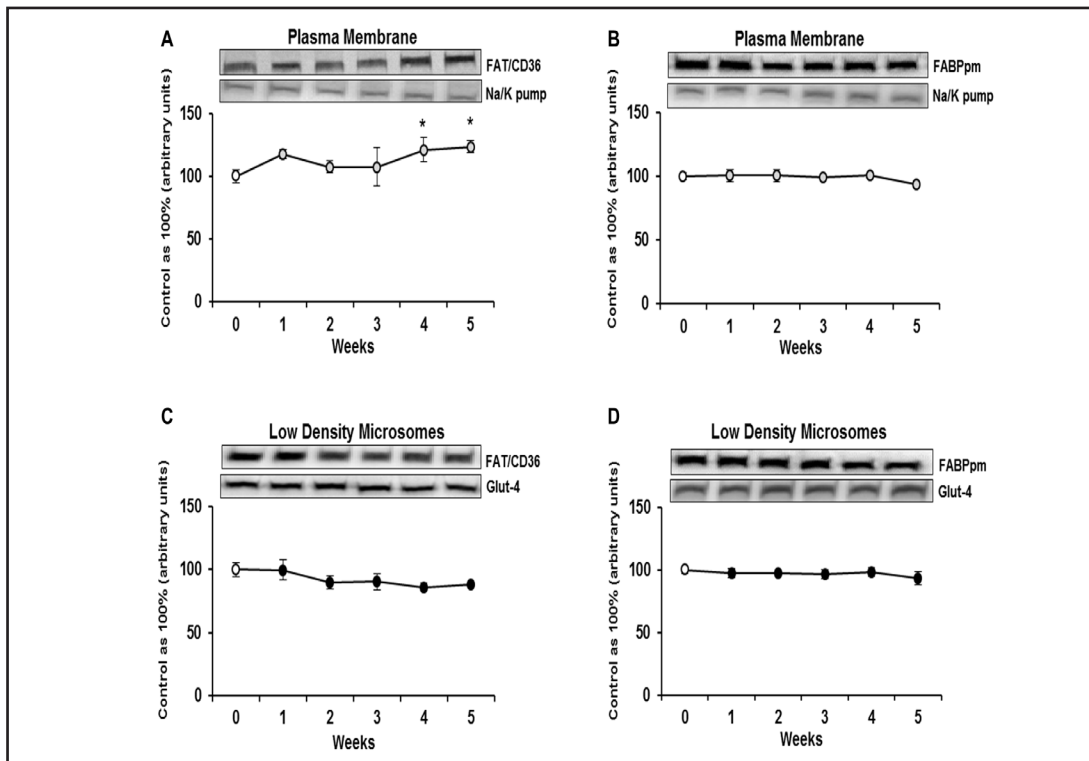 A
Plasma Membrane
FAT/CD36
Na/K pump
Control as 100% (arbitrary units)
150
100
50
0
* *
0 1 2 3 4 5
Weeks
B
Plasma Membrane
FABPpm
Na/K pump
Control as 100% (arbitrary units)
150
100
50
0
0 1 2 3 4 5
Weeks
C
Low Density Microsomes
FAT/CD36
Glut-4
Control as 100% (arbitrary units)
150
100
50
0
0 1 2 3 4 5
Weeks
D
Low Density Microsomes
FABPpm
Glut-4
Control as 100% (arbitrary units)
150
100
50
0
0 1 2 3 4 5
Weeks